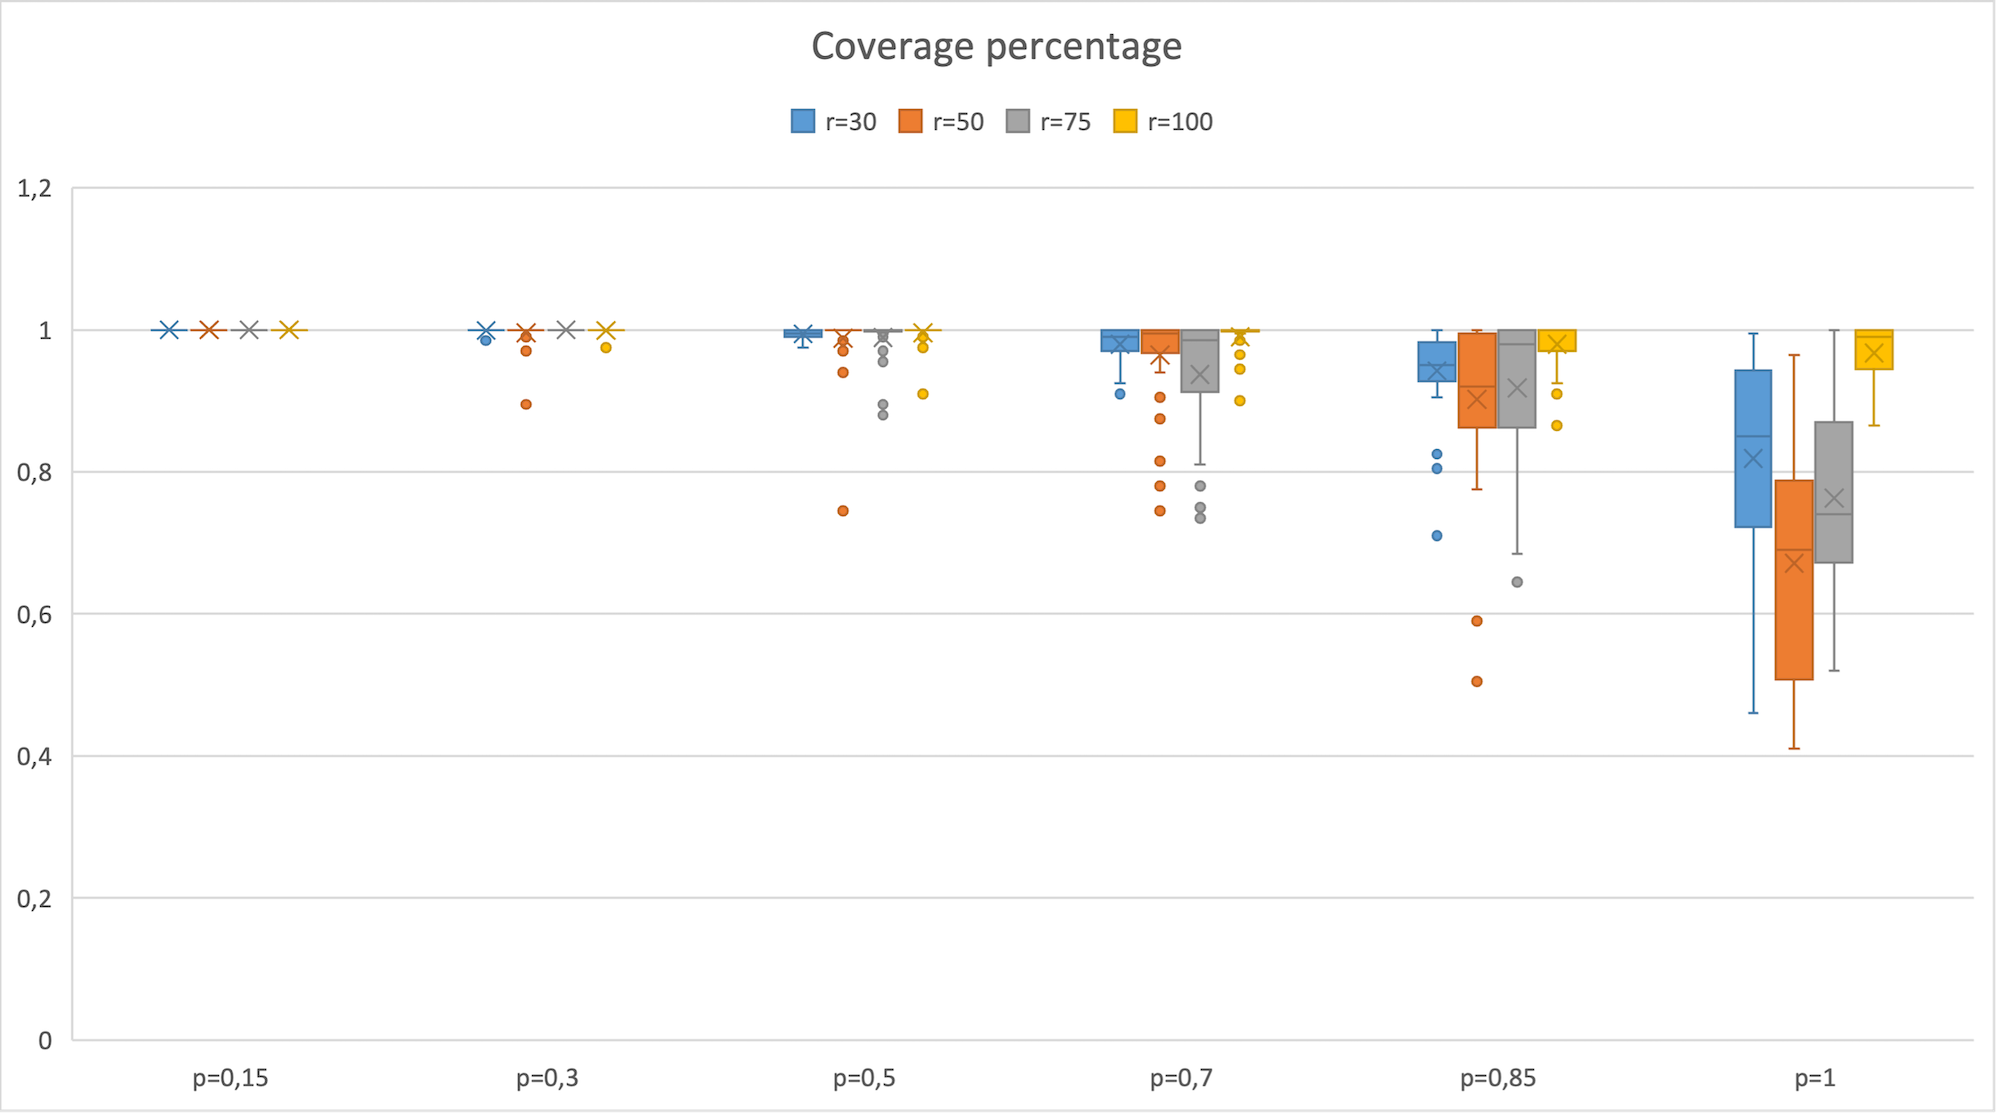 Coverage percentage
r=30 r=50 r=75 r=100
1,2
1
0,8
0,6
0,4
0,2
0
p=0,15 p=0,3 p=0,5 p=0,7 p=0,85 p=1